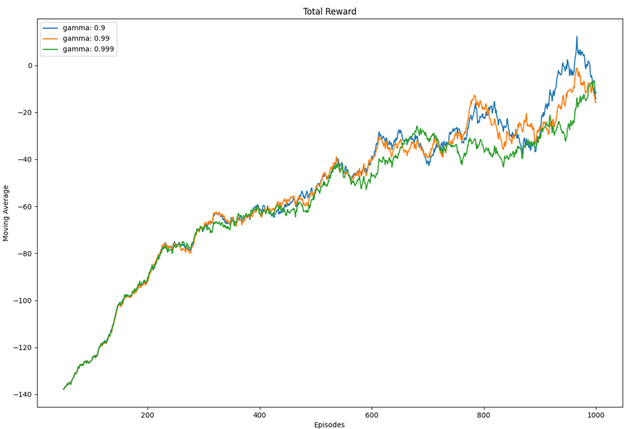 Total Reward
gamma: 0.9
gamma: 0.99
gamma: 0.999
0
−20
−40
−60
−80
−100
−120
−140
Moving Average
200
400
600
800
1000
Episodes